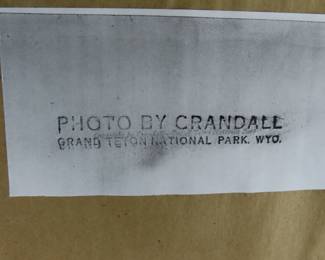 PHOTO BY CRANDALL
GRAND TETON NATIONAL PARK, WYO.